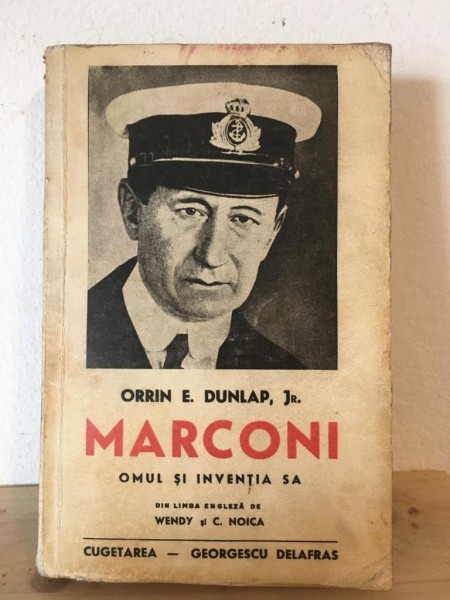 ORRIN E. DUNLAP, JR.
MARCONI
OMUL ȘI INVENȚIA SA
DIN LIMBA ENGLEZĂ DE
WENDY și C. NOICA
CUGETAREA — GEORGESCU DELAFRAS